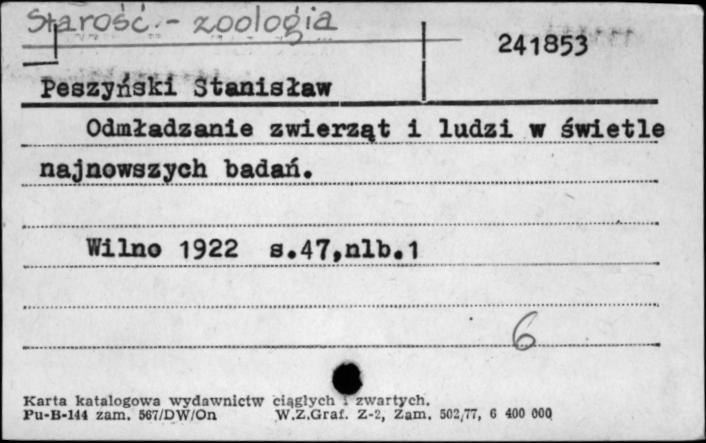 Starość - zoologia
241853
Peszyński Stanisław
Odmładzanie zwierząt i ludzi w świetle
najnowszych badań.
Wilno 1922 s.47,nlb.1
6
Karta katalogowa wydawnictw ciągłych i zwartych.
Pu-B-144 zam. 567/DW/On W.Z.Graf. Z-2, Zam. 502/77, 6 400 000